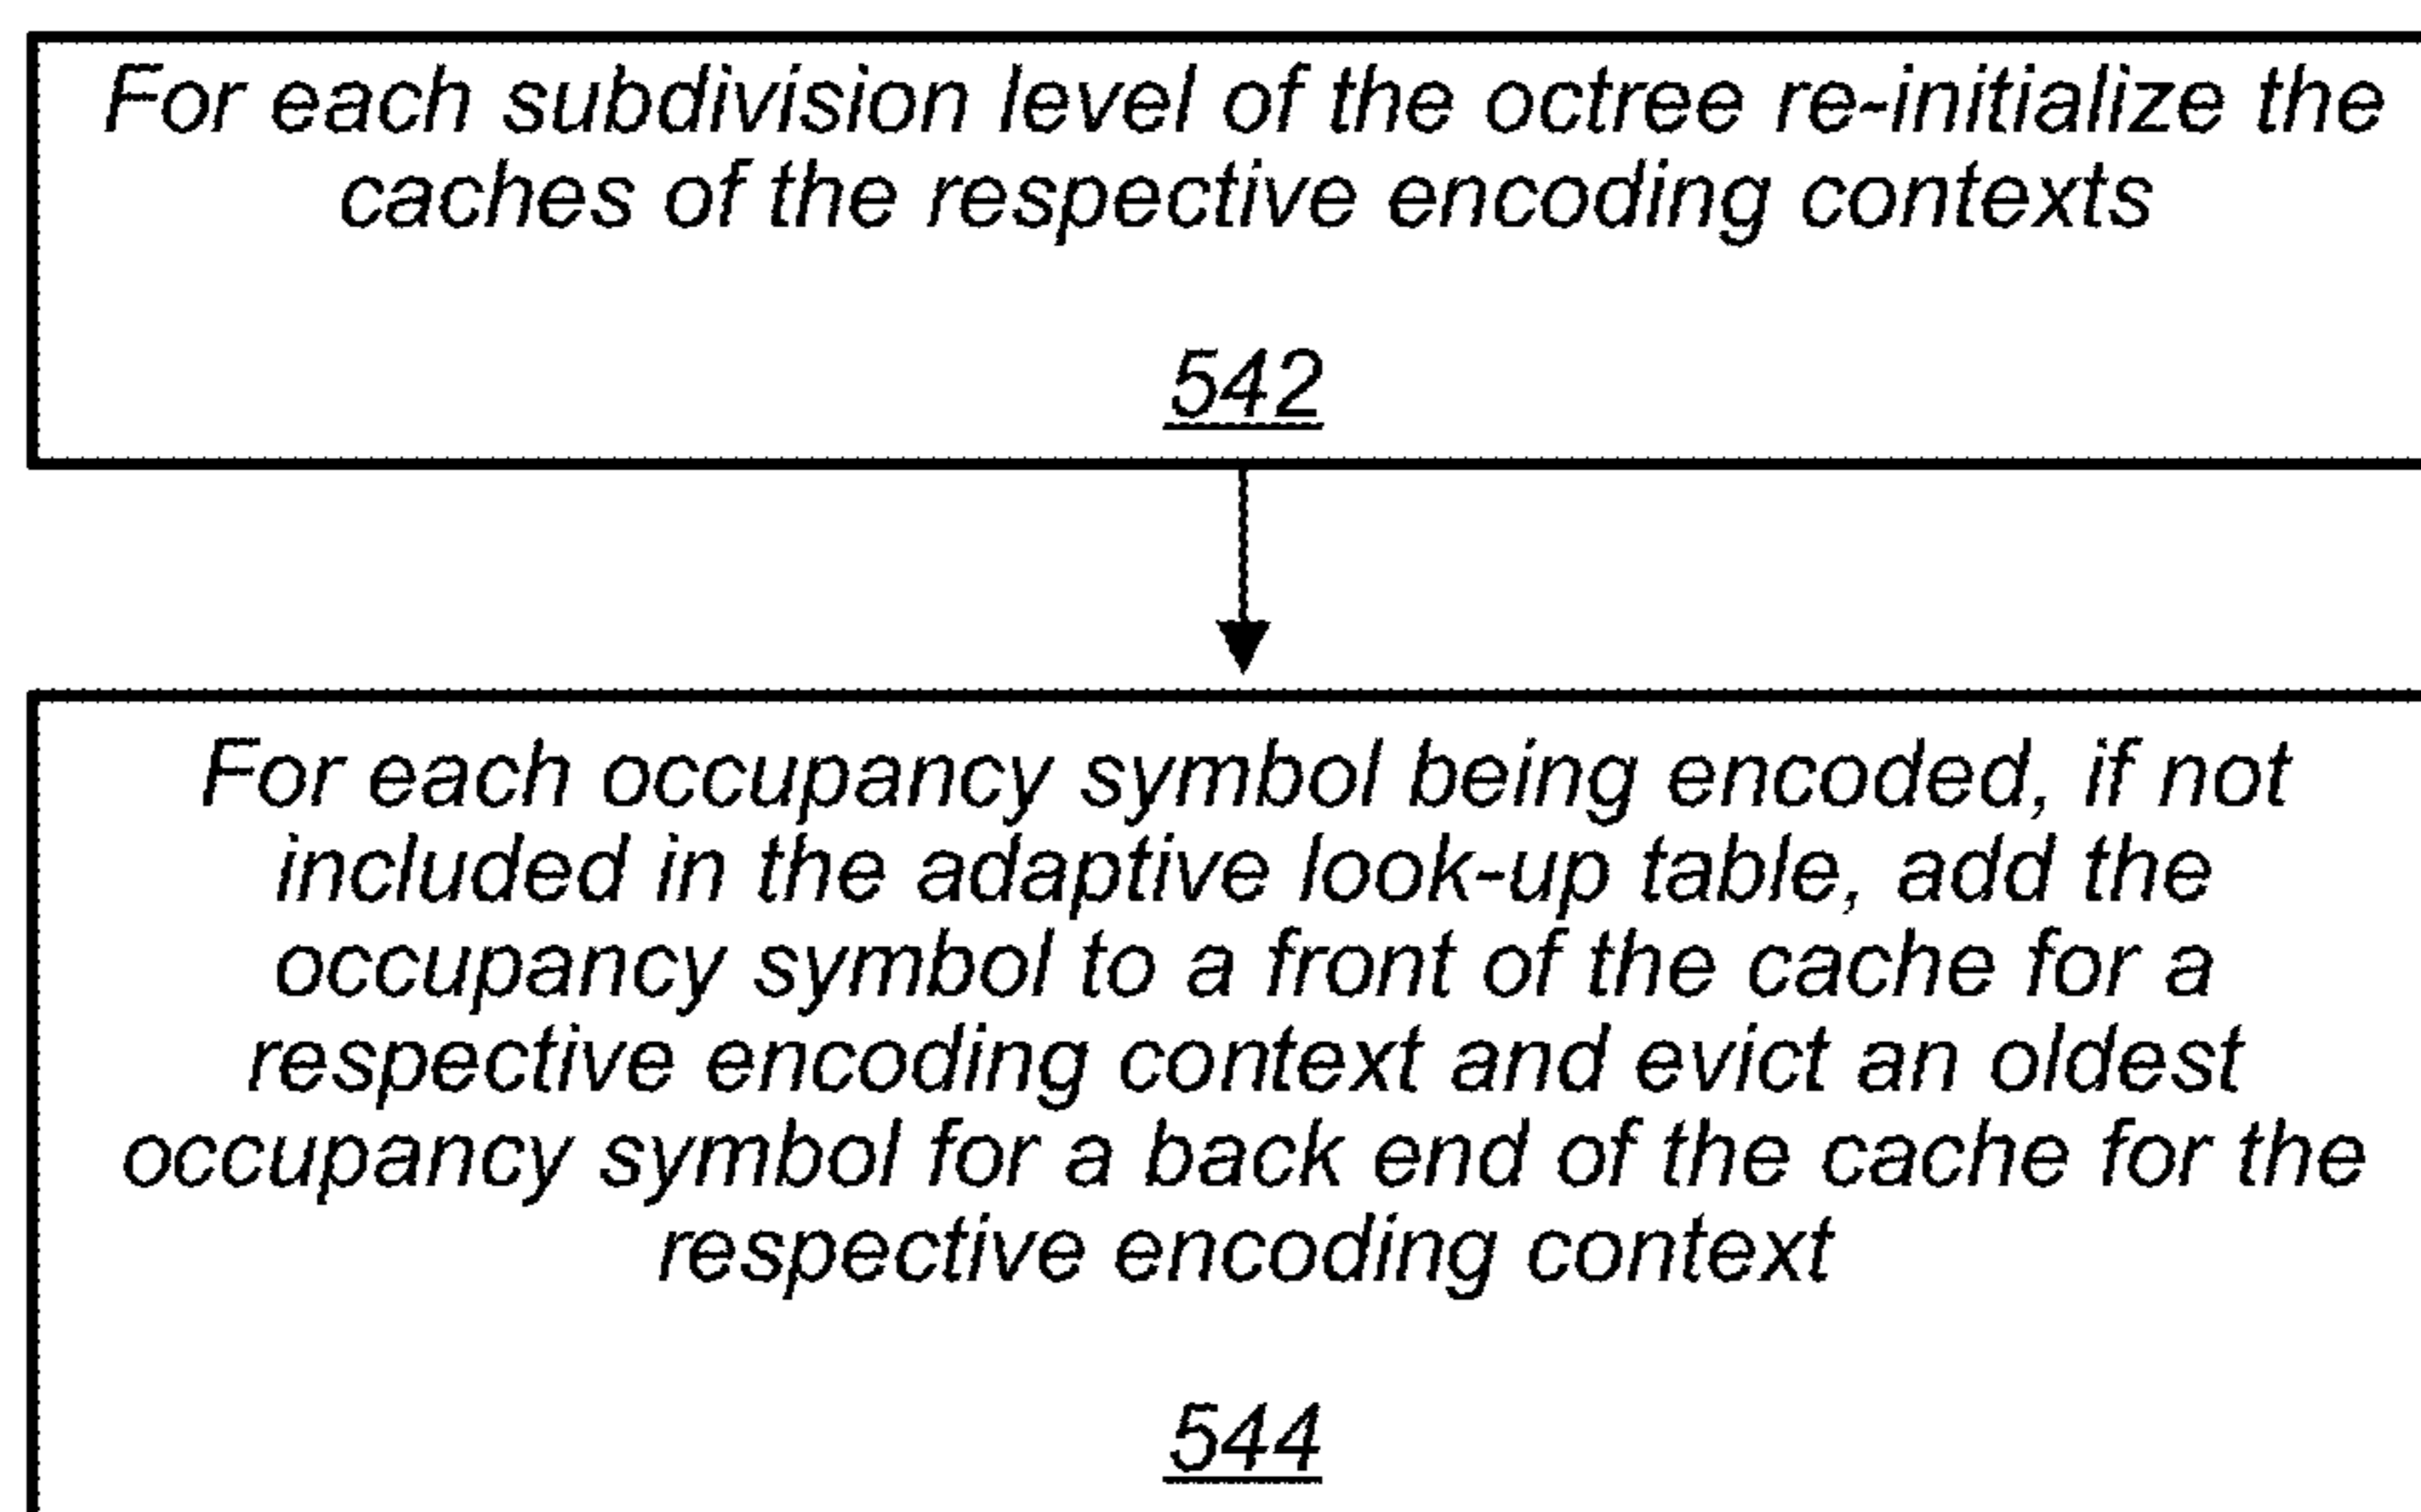 For each subdivision level of the octree re-initialize the
caches of the respective encoding contexts
542
For each occupancy symbol being encoded, if not
included in the adaptive look-up table, add the
occupancy symbol to a front of the cache for a
respective encoding context and evict an oldest
occupancy symbol for a back end of the cache for the
respective encoding context
544